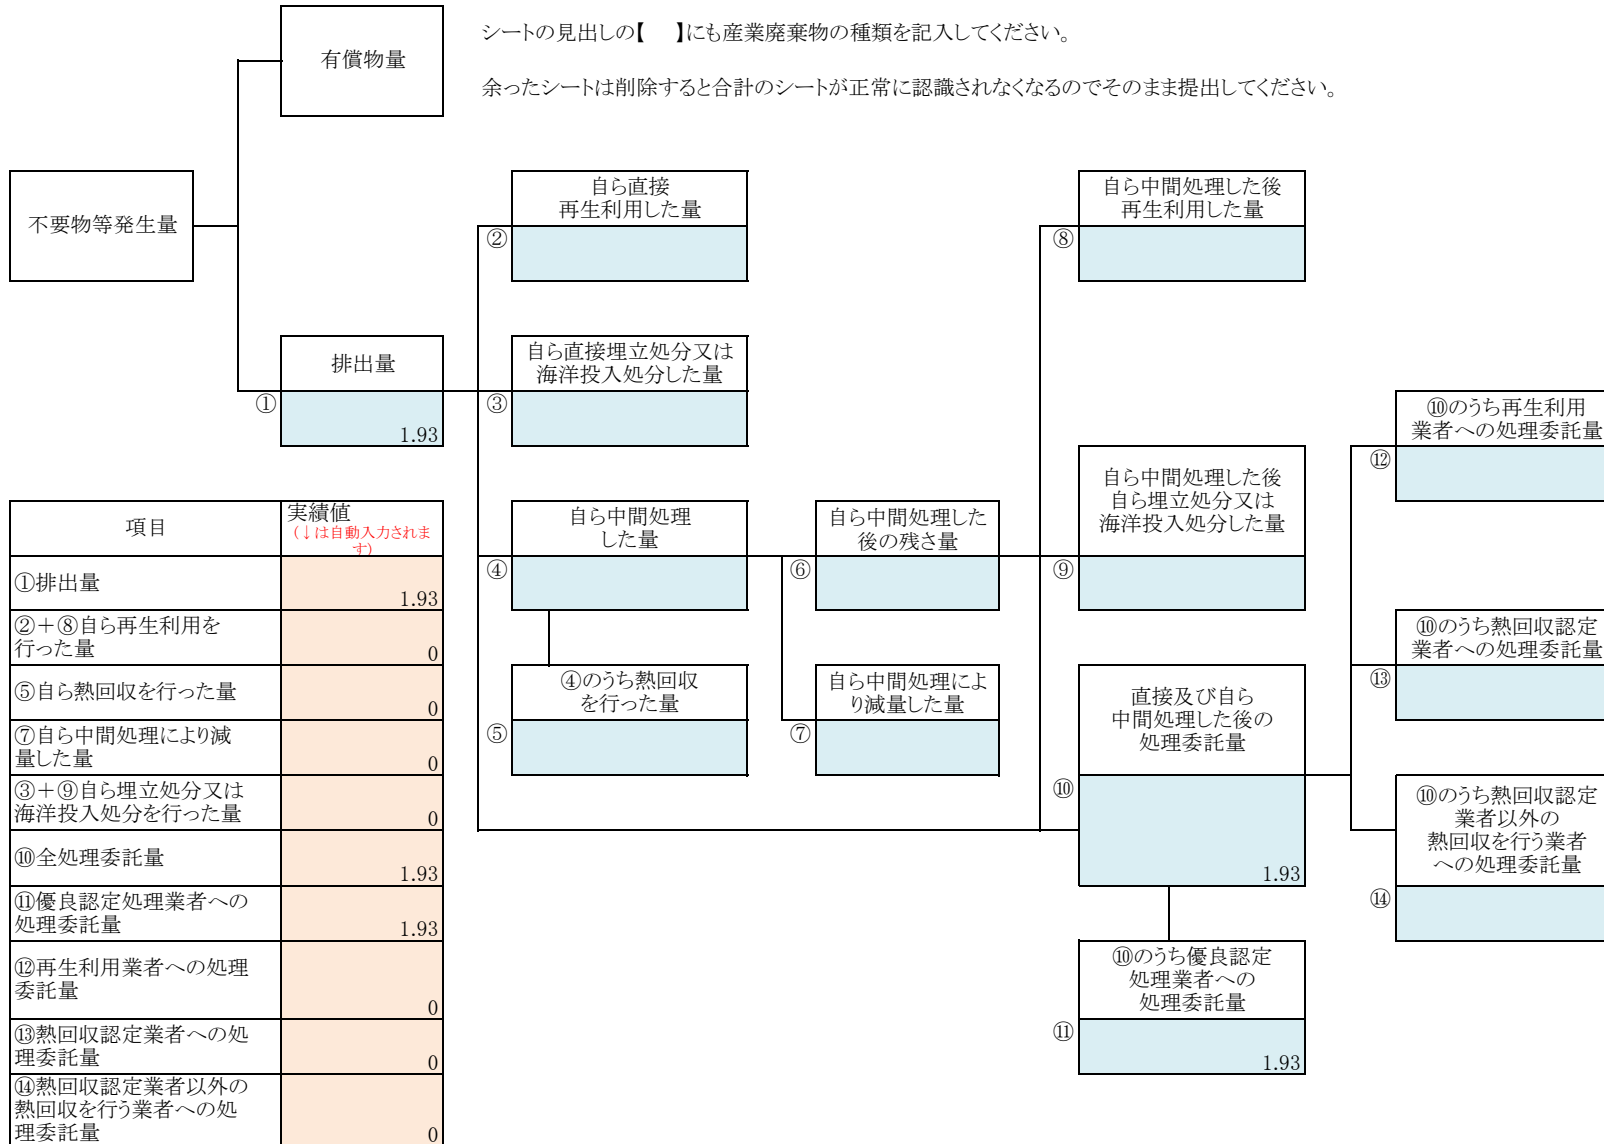 シートの見出しの【　】にも産業廃棄物の種類を記入してください。
有償物量
余ったシートは削除すると合計のシートが正常に認識されなくなるのでそのまま提出してください。
不要物等発生量
自ら直接
再生利用した量
②
自ら中間処理した後
再生利用した量
⑧
排出量
①
1.93
自ら直接埋立処分又は
海洋投入処分した量
③
⑩のうち再生利用
業者への処理委託量
⑫
自ら中間処理
した量
④
自ら中間処理した
後の残さ量
⑥
自ら中間処理した後
自ら埋立処分又は
海洋投入処分した量
⑨
⑩のうち熱回収認定
業者への処理委託量
⑬
④のうち熱回収
を行った量
⑤
自ら中間処理によ
り減量した量
⑦
直接及び自ら
中間処理した後の
処理委託量
⑩
1.93
⑩のうち熱回収認定
業者以外の
熱回収を行う業者
への処理委託量
⑭
⑩のうち優良認定
処理業者への
処理委託量
⑪
1.93
項目
実績値
(↓は自動入力されま
す)
①排出量
1.93
②＋⑧自ら再生利用を
行った量
0
⑤自ら熱回収を行った量
0
⑦自ら中間処理により減
量した量
0
③＋⑨自ら埋立処分又は
海洋投入処分を行った量
0
⑩全処理委託量
1.93
⑪優良認定処理業者への
処理委託量
1.93
⑫再生利用業者への処理
委託量
0
⑬熱回収認定業者への処
理委託量
0
⑭熱回収認定業者以外の
熱回収を行う業者への処
理委託量
0